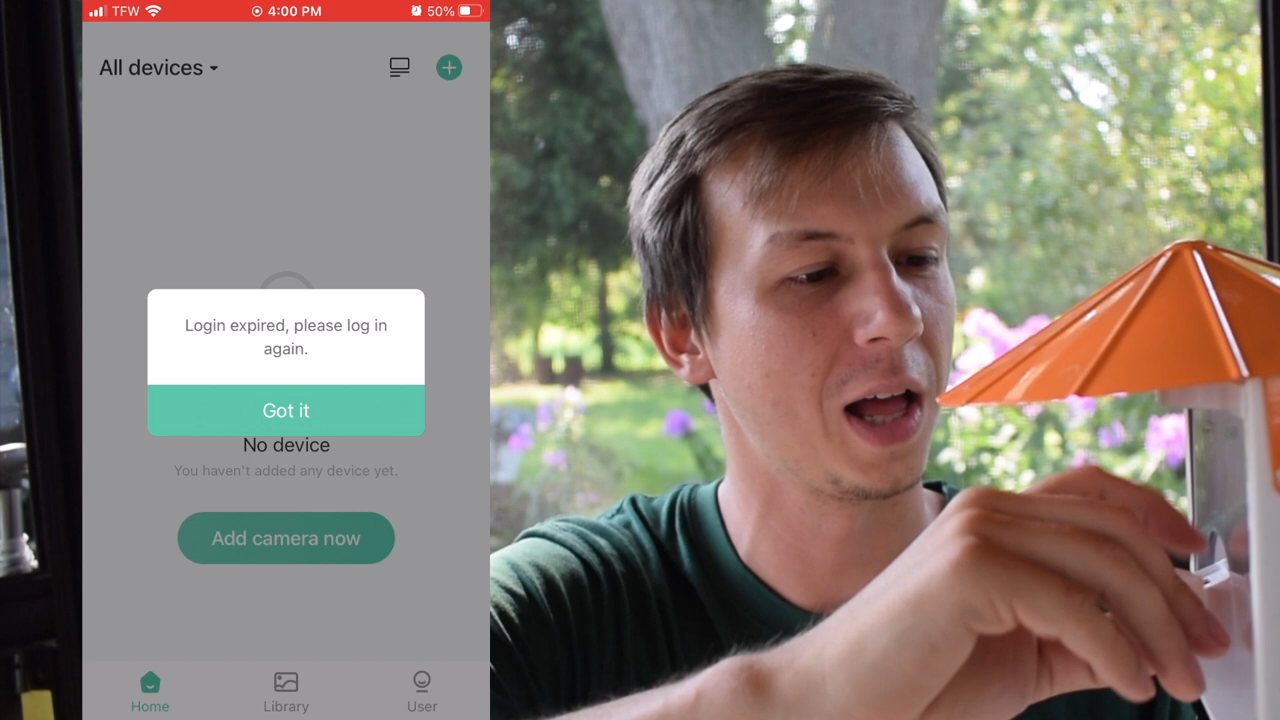 TFW 4:00 PM 50%
All devices
Login expired, please log in
again.
Got it
No device
You haven't added any device yet.
Add camera now
Home Library User